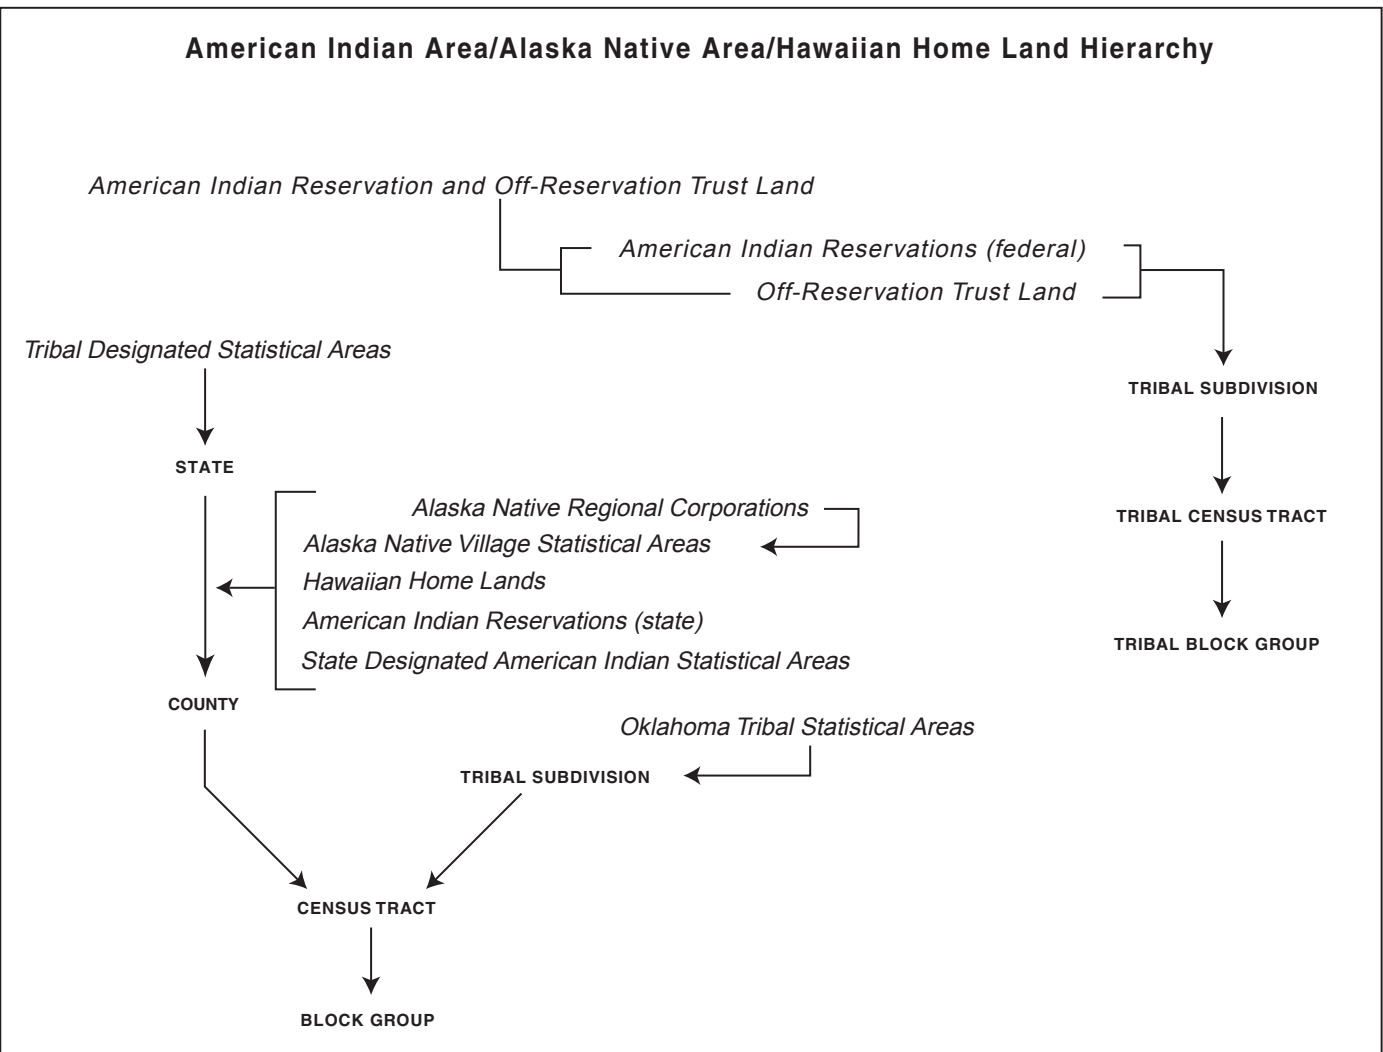 American Indian Area/Alaska Native Area/Hawaiian Home Land Hierarchy
American Indian Reservation and Off-Reservation Trust Land
American Indian Reservations (federal)
Off-Reservation Trust Land
Tribal Designated Statistical Areas
TRIBAL SUBDIVISION
STATE
Alaska Native Regional Corporations
TRIBAL CENSUS TRACT
Alaska Native Village Statistical Areas
Hawaiian Home Lands
American Indian Reservations (state)
TRIBAL BLOCK GROUP
State Designated American Indian Statistical Areas
COUNTY
Oklahoma Tribal Statistical Areas
TRIBAL SUBDIVISION
CENSUS TRACT
BLOCK GROUP